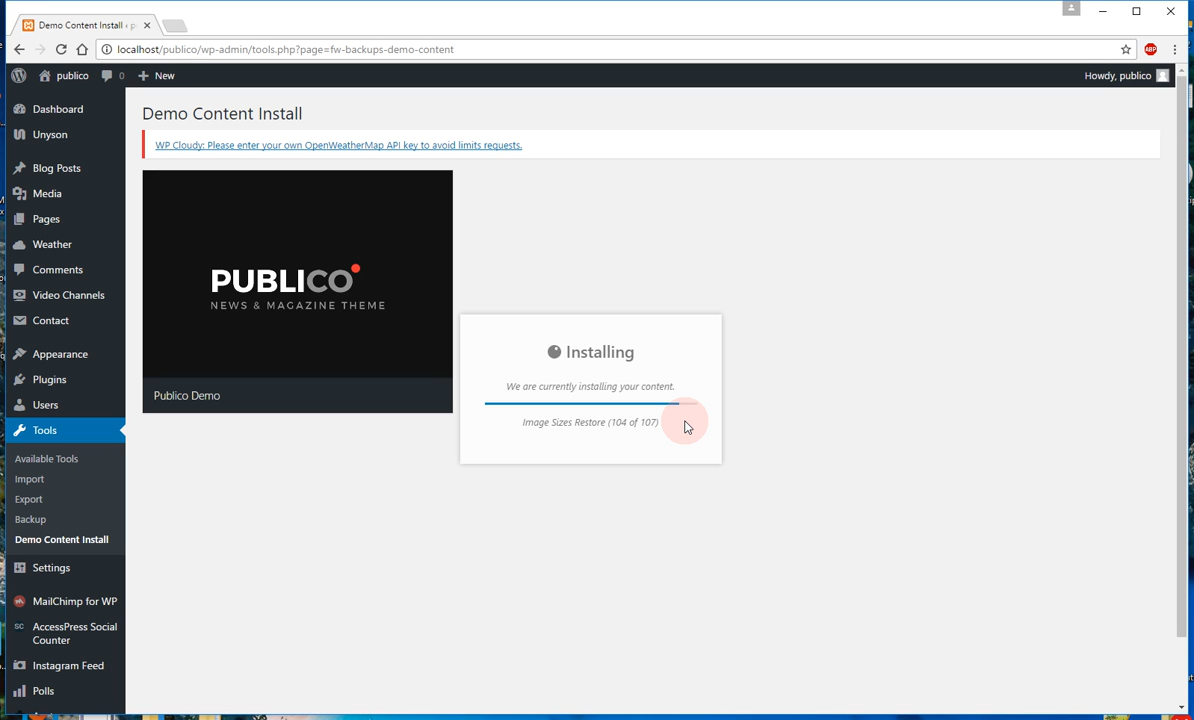 Demo Content Install ‹ p
localhost/publico/wp-admin/tools.php?page=fw-backups-demo-content
ABP
publico
0
New
Howdy, publico
Dashboard
Unyson
Blog Posts
Media
Pages
Weather
Comments
Video Channels
Contact
Appearance
Plugins
Users
Tools
Available Tools
Import
Export
Backup
Demo Content Install
Settings
MailChimp for WP
SC AccessPress Social
Counter
Instagram Feed
Polls
Demo Content Install
WP Cloudy: Please enter your own OpenWeatherMap API key to avoid limits requests.
PUBLICO
NEWS & MAGAZINE THEME
Publico Demo
Installing
We are currently installing your content.
Image Sizes Restore (104 of 107)